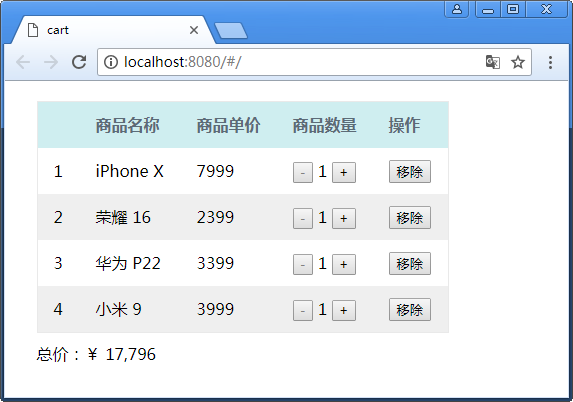 cart
localhost:8080/#/
商品名称 商品单价 商品数量 操作
1 iPhone X 7999 - 1 + 移除
2 荣耀 16 2399 - 1 + 移除
3 华为 P22 3399 - 1 + 移除
4 小米 9 3999 - 1 + 移除
总价：¥ 17,796